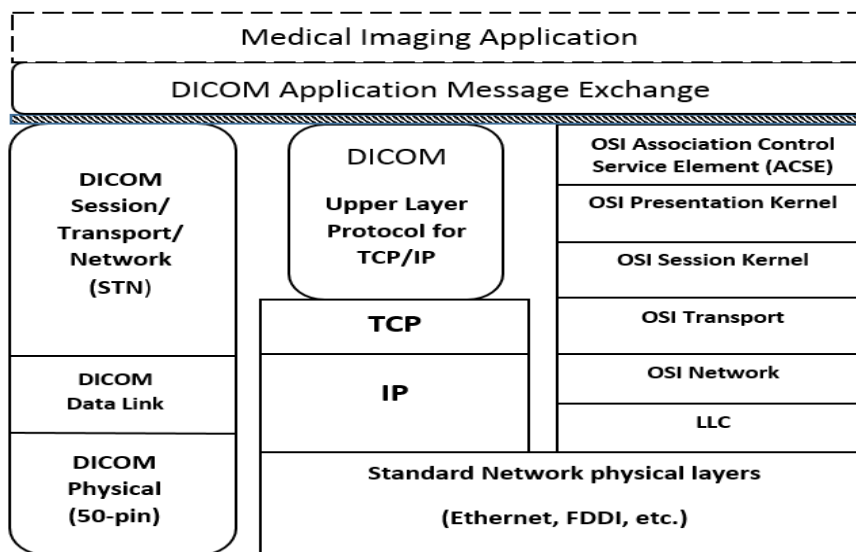 Medical Imaging Application
DICOM Application Message Exchange
DICOM
Session/
Transport/
Network
(STN)
DICOM
Data Link
DICOM
Physical
(50-pin)
DICOM
Upper Layer
Protocol for
TCP/IP
TCP
IP
OSI Association Control
Service Element (ACSE)
OSI Presentation Kernel
OSI Session Kernel
OSI Transport
OSI Network
LLC
Standard Network physical layers
(Ethernet, FDDI, etc.)